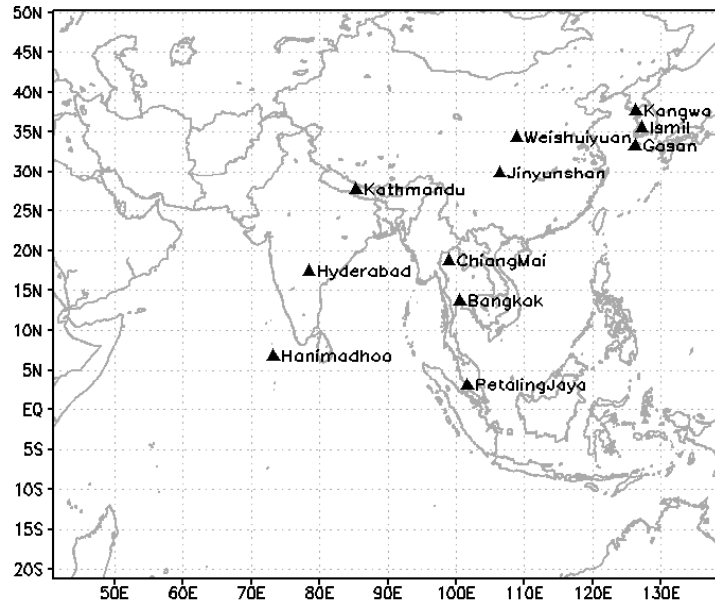 50N
45N
40N
35N
30N
25N
20N
15N
10N
5N
EQ
5S
10S
15S
20S
Kangwa
Ismil
Gosan
Weishuiyuan
Jinyunshan
Kathmandu
ChiangMai
Hyderabad
Bangkok
Hanimadhoo
PetalingJaya
50E 60E 70E 80E 90E 100E 110E 120E 130E